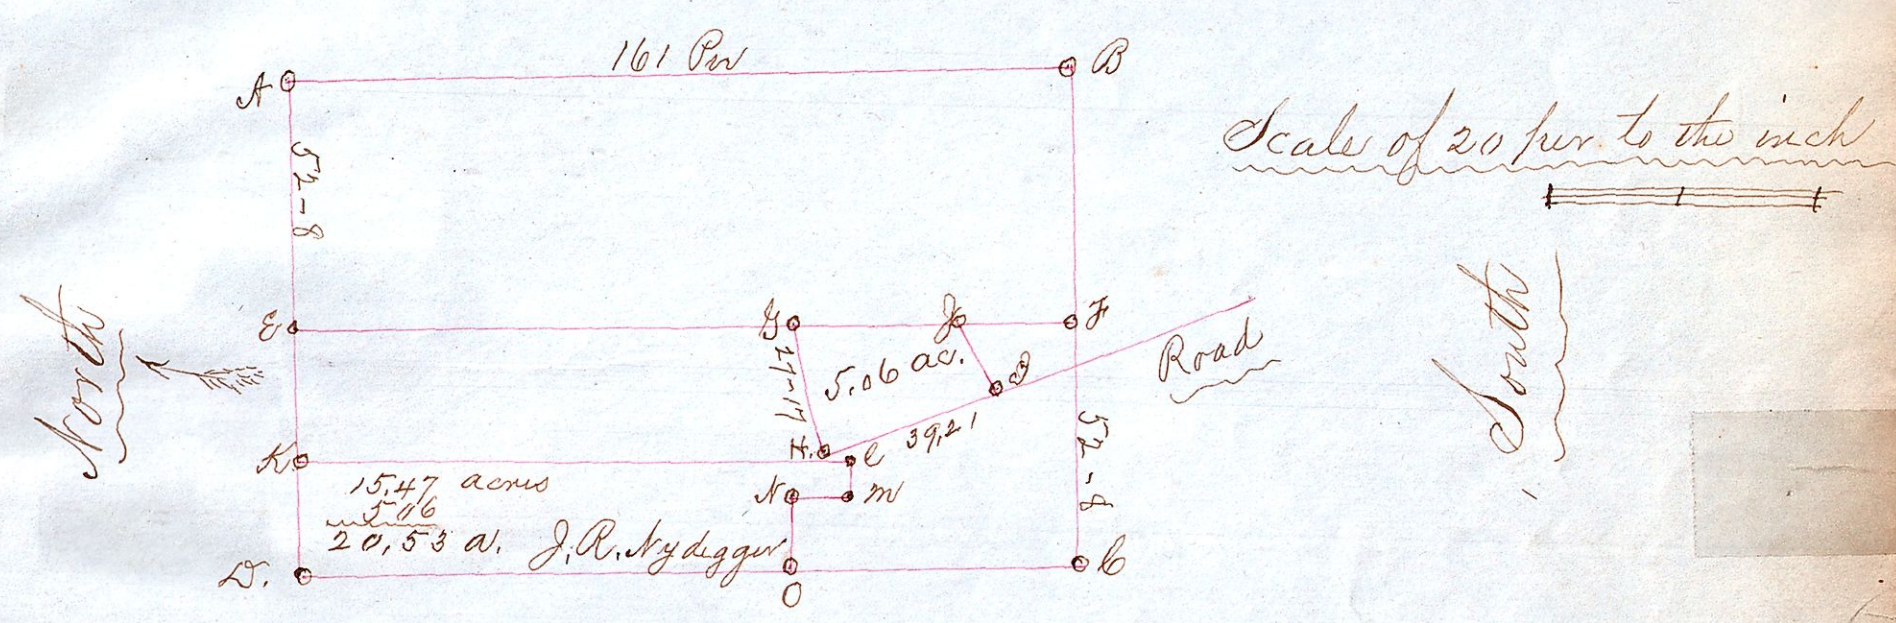 161 Per
A
B
Scale of 20 per. to the inch
52-8
North
South
E
G
F
27-17
5.06 ac.
J
Road
39,21
52-8
K
H.
N
m
15,47 acres
5 06
20,53 a. J. R. Nydegger
D.
O
C